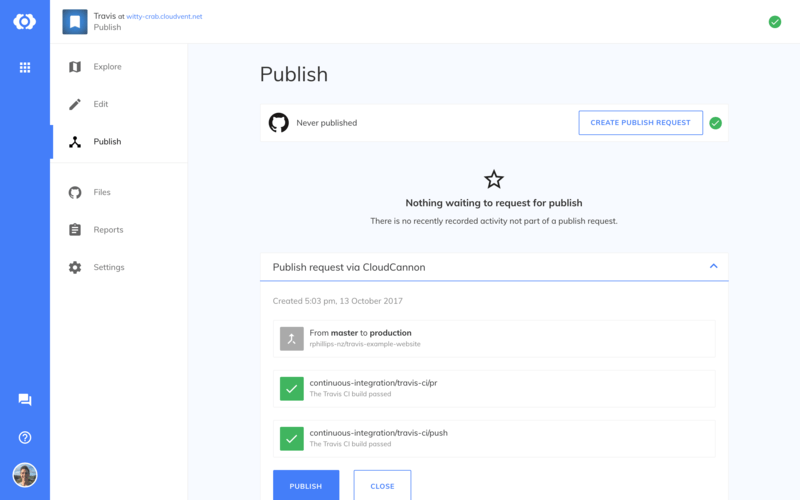 Travis at witty-crab.cloudvent.net
Publish
Explore
Edit
Publish
Files
Reports
Settings
Publish
Never published
CREATE PUBLISH REQUEST
Nothing waiting to request for publish
There is no recently recorded activity not part of a publish request.
Publish request via CloudCannon
Created 5:03 pm, 13 October 2017
From master to production
rphillips-nz/travis-example-website
continuous-integration/travis-ci/pr
The Travis CI build passed
continuous-integration/travis-ci/push
The Travis CI build passed
PUBLISH
CLOSE